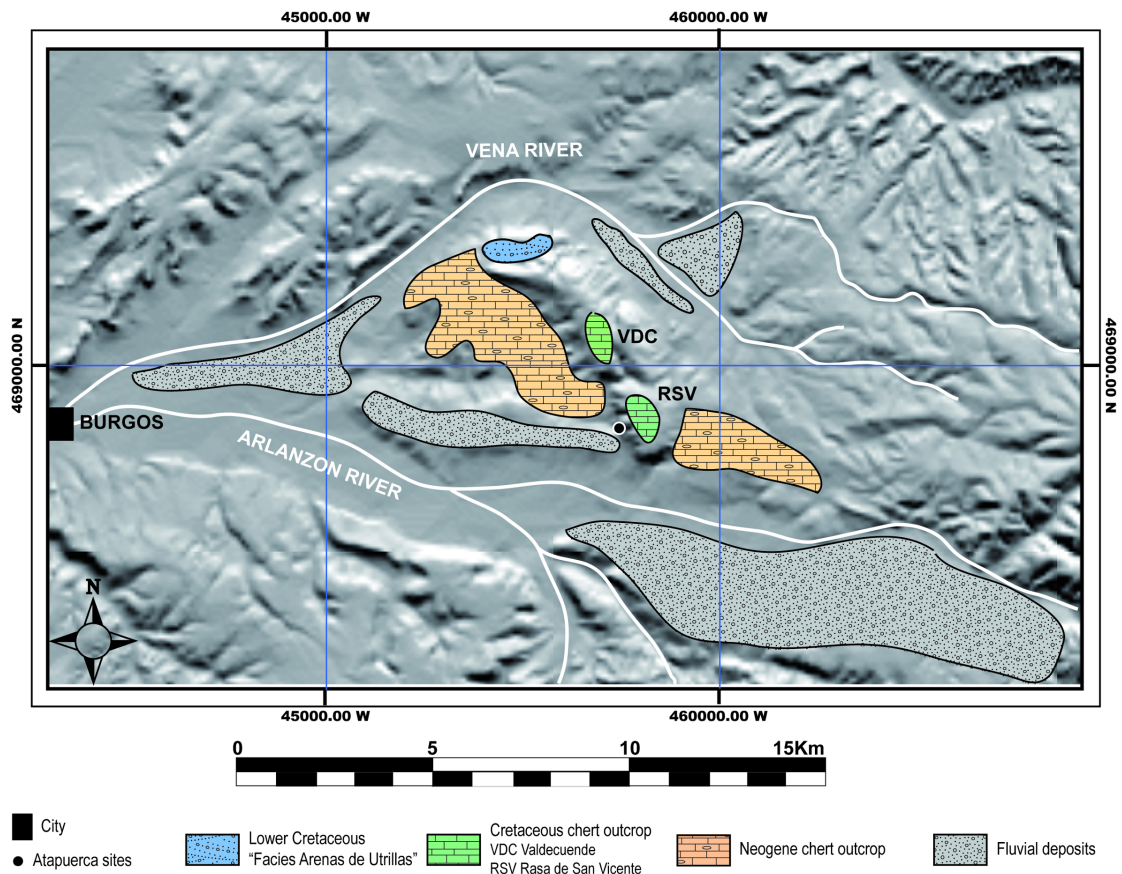 45000.00 W
460000.00 W
VENA RIVER
VDC
469000.00 N
469000.00 N
RSV
BURGOS
ARLANZON RIVER
N
45000.00 W
460000.00 W
0
5
10
15Km
City
Atapuerca sites
Lower Cretaceous
“Facies Arenas de Utrillas”
Cretaceous chert outcrop
VDC Valdecuende
RSV Rasa de San Vicente
Neogene chert outcrop
Fluvial deposits